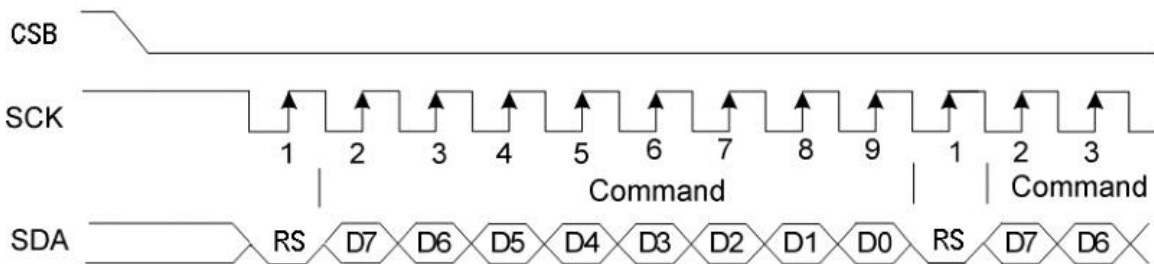 CSB
SCK
1 2 3 4 5 6 7 8 9 1 2 3
Command Command
SDA RS D7 D6 D5 D4 D3 D2 D1 D0 RS D7 D6